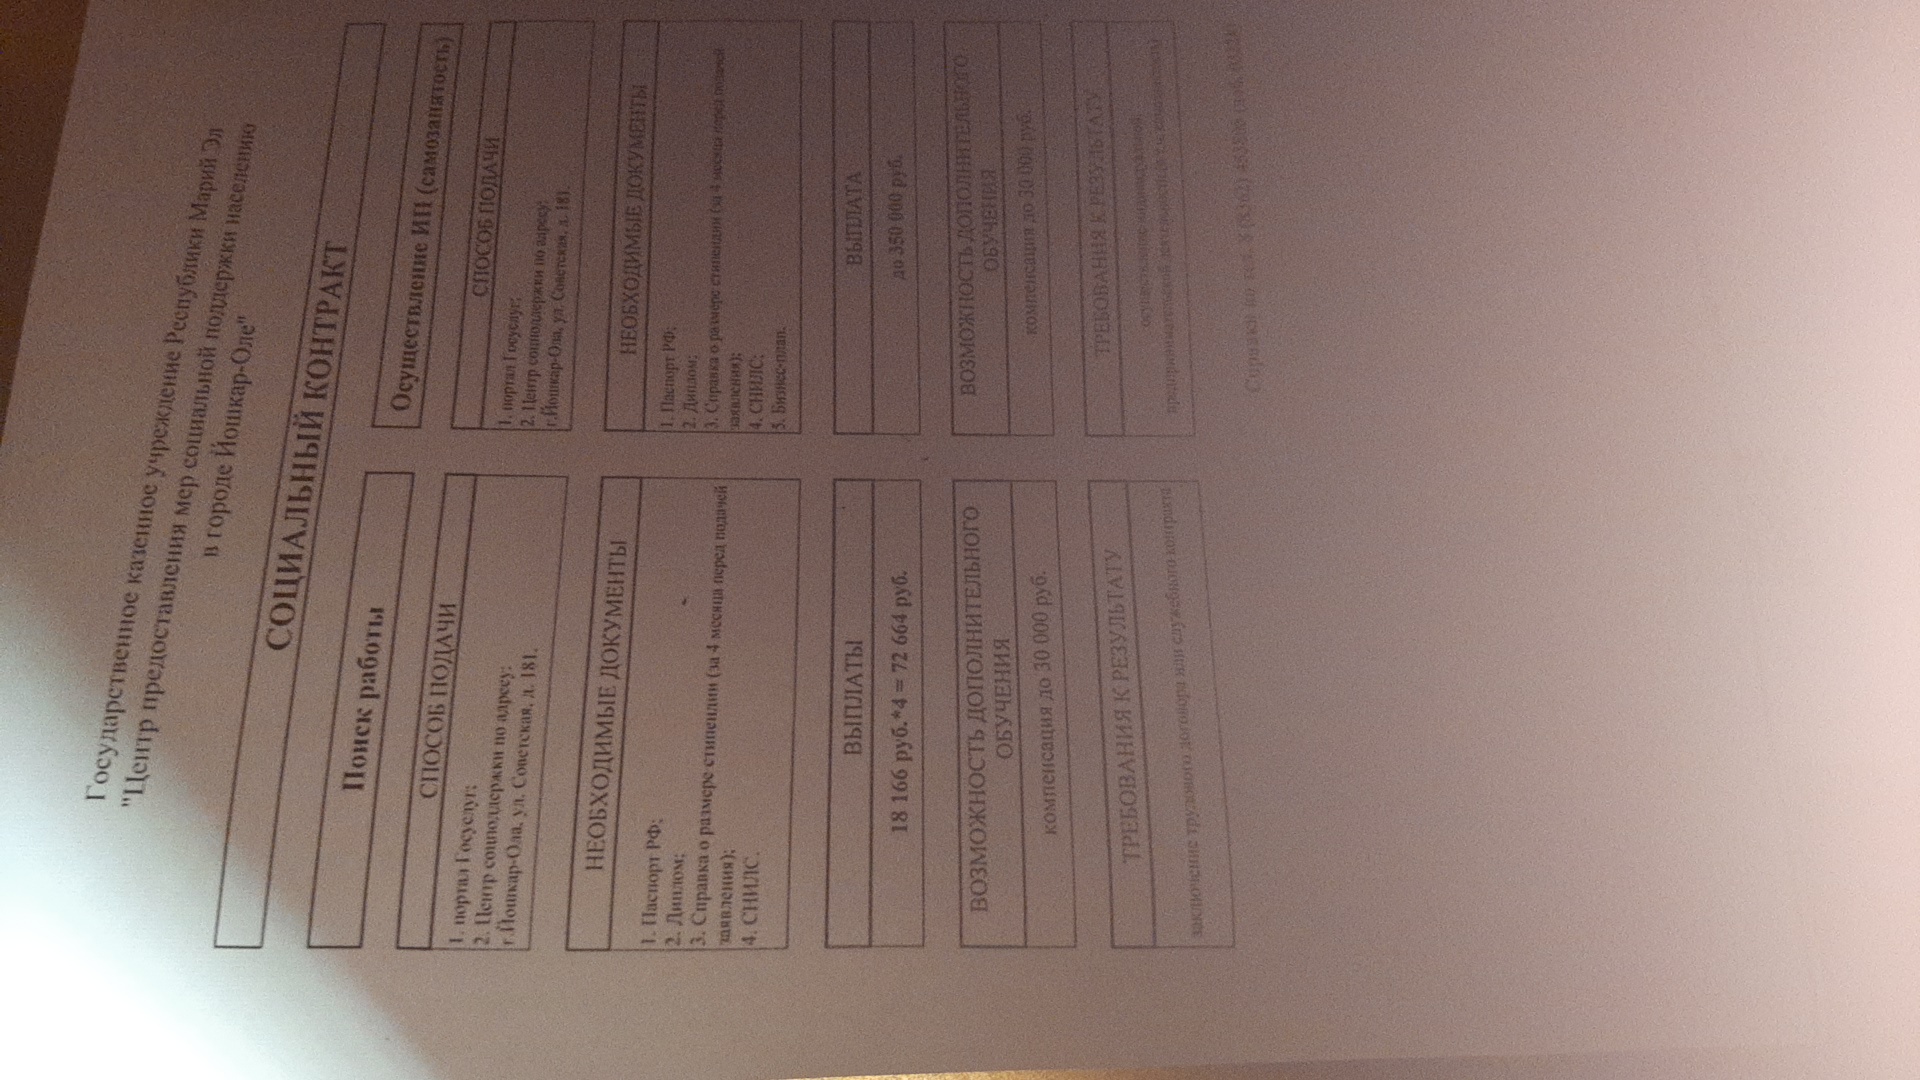 Государственное казенное учреждение Республики Марий Эл
"Центр предоставления мер социальной поддержки населению
в городе Йошкар-Оле"
СОЦИАЛЬНЫЙ КОНТРАКТ
Поиск работы
СПОСОБ ПОДАЧИ
1. портал Госуслуг;
2. Центр соцподдержки по адресу:
г.Йошкар-Ола, ул. Советская, д. 181.
НЕОБХОДИМЫЕ ДОКУМЕНТЫ
1. Паспорт РФ;
2. Диплом;
3. Справка о размере стипендии (за 4 месяца перед подачей
заявления);
4. СНИЛС.
ВЫПЛАТЫ
18 166 руб.*4 = 72 664 руб.
ВОЗМОЖНОСТЬ ДОПОЛНИТЕЛЬНОГО
ОБУЧЕНИЯ
компенсация до 30 000 руб.
ТРЕБОВАНИЯ К РЕЗУЛЬТАТУ
заключение трудового договора или служебного контракта
Осуществление ИП (самозанятость)
СПОСОБ ПОДАЧИ
1. портал Госуслуг;
2. Центр соцподдержки по адресу:
г.Йошкар-Ола, ул. Советская, д. 181.
НЕОБХОДИМЫЕ ДОКУМЕНТЫ
1. Паспорт РФ;
2. Диплом;
3. Справка о размере стипендии (за 4 месяца перед подачей
заявления);
4. СНИЛС;
5. Бизнес-план.
ВЫПЛАТА
до 350 000 руб.
ВОЗМОЖНОСТЬ ДОПОЛНИТЕЛЬНОГО
ОБУЧЕНИЯ
компенсация до 30 000 руб.
ТРЕБОВАНИЯ К РЕЗУЛЬТАТУ
осуществление индивидуальной
предпринимательской деятельности (в т.ч. самозанятость)
Справки по тел. 8 (8362)